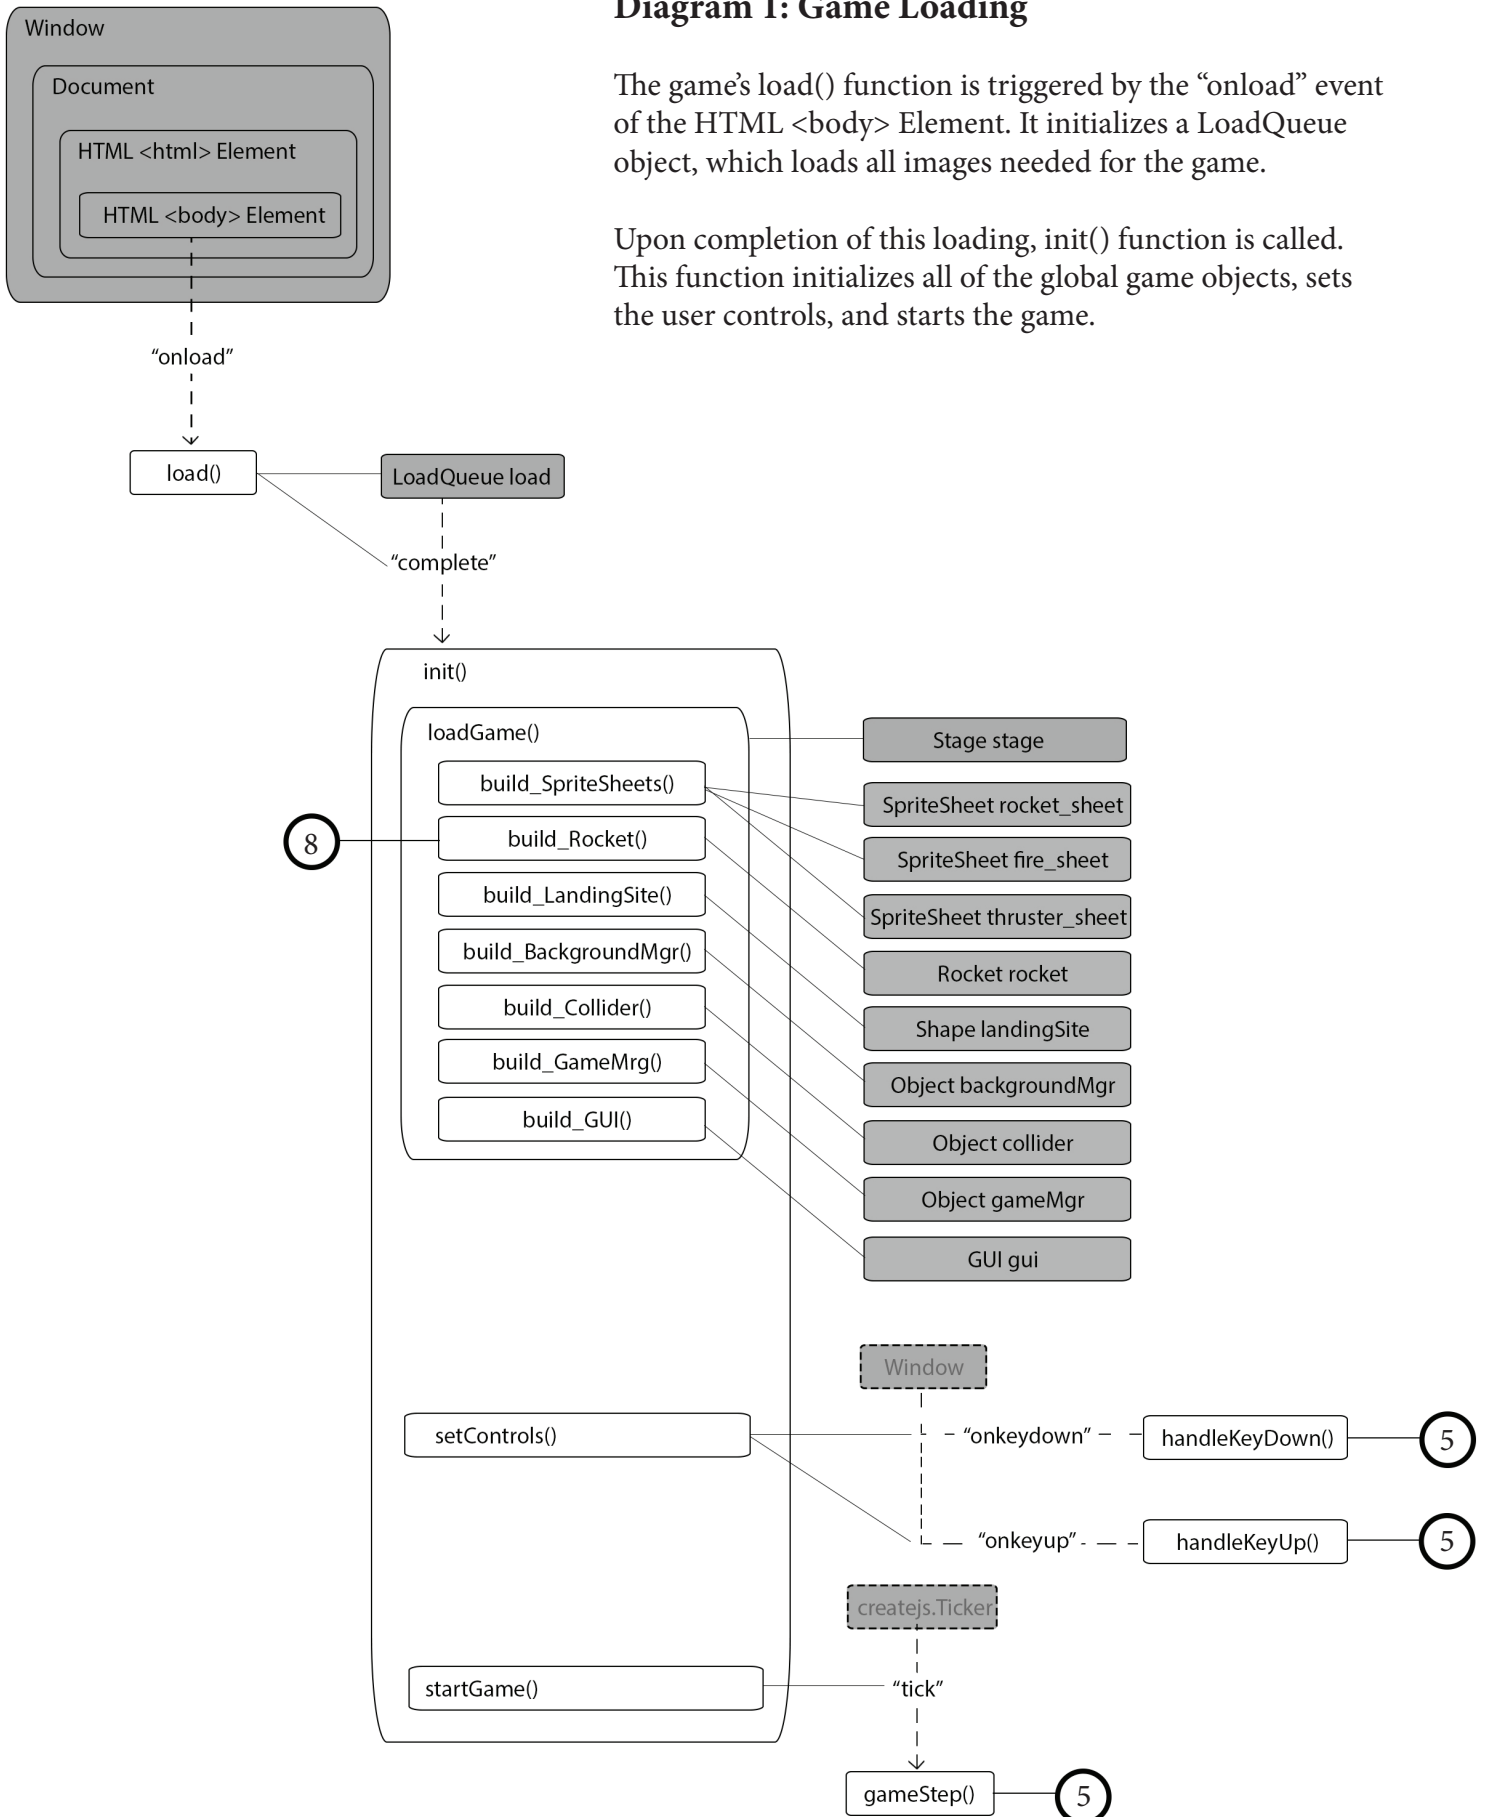 Diagram 1: Game Loading
The game’s load() function is triggered by the “onload” event
of the HTML <body> Element. It initializes a LoadQueue
object, which loads all images needed for the game.
Upon completion of this loading, init() function is called.
This function initializes all of the global game objects, sets
the user controls, and starts the game.
Window
Document
HTML <html> Element
HTML <body> Element
“onload”
load()
LoadQueue load
“complete”
init()
loadGame()
Stage stage
build_SpriteSheets()
SpriteSheet rocket_sheet
8
build_Rocket()
SpriteSheet fire_sheet
build_LandingSite()
SpriteSheet thruster_sheet
build_BackgroundMgr()
Rocket rocket
build_Collider()
Shape landingSite
build_GameMrg()
Object backgroundMgr
build_GUI()
Object collider
Object gameMgr
GUI gui
Window
setControls()
“onkeydown”
handleKeyDown()
5
“onkeyup”
handleKeyUp()
5
createjs.Ticker
startGame()
“tick”
gameStep()
5